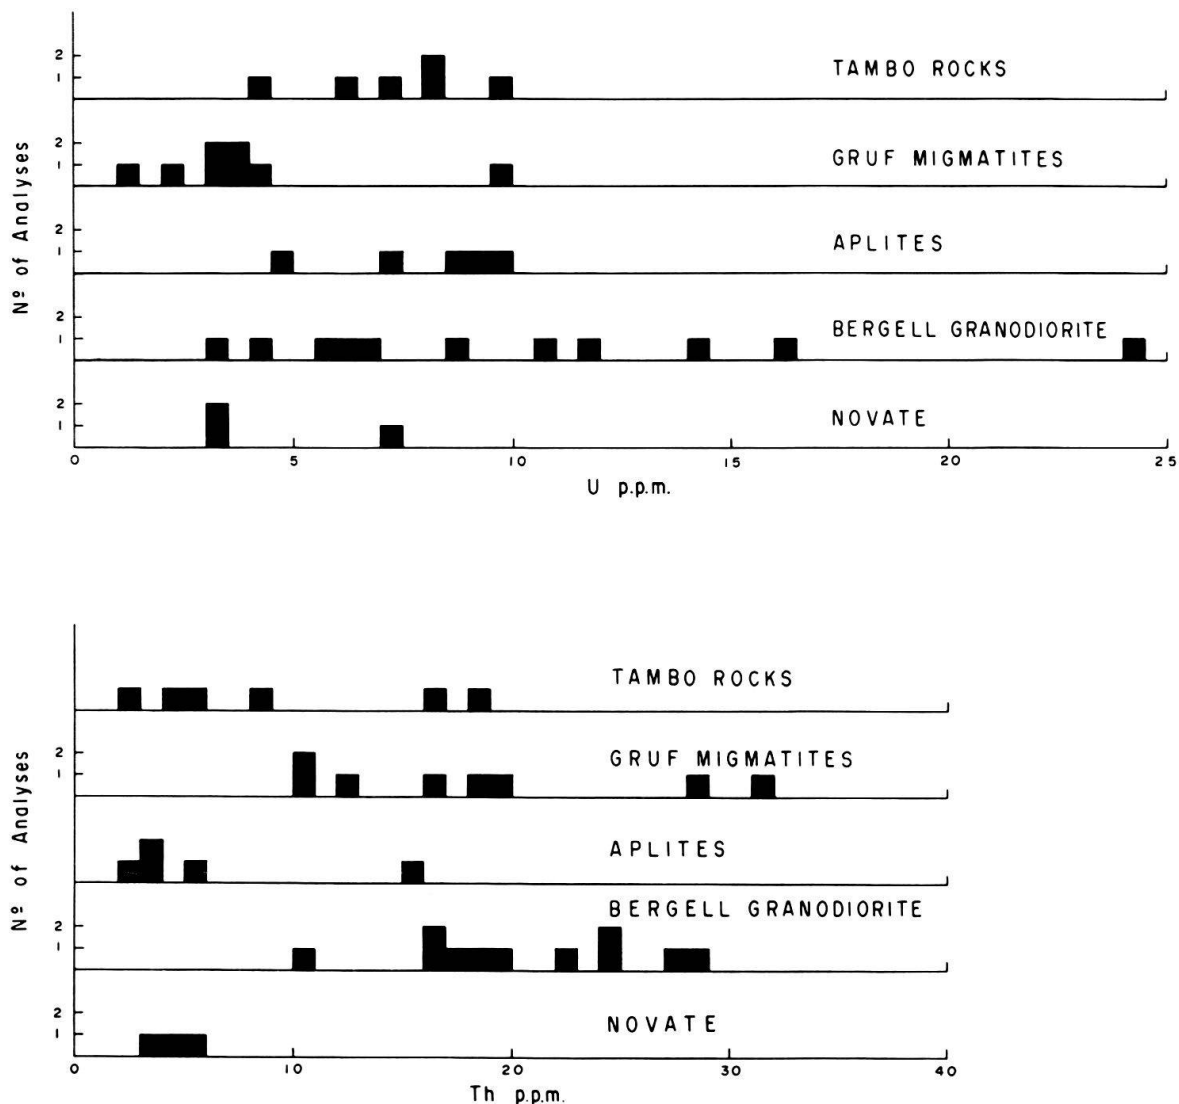 2
1
TAMBO ROCKS
2
1
GRUF MIGMATITES
2
1
APLITES
2
1
BERGELL GRANODIORITE
2
1
NOVATE
Nº of Analyses
0 5 10 15 20 25
U p.p.m.
TAMBO ROCKS
2
1
GRUF MIGMATITES
APLITES
BERGELL GRANODIORITE
2
1
2
1
NOVATE
Nº of Analyses
0 10 20 30 40
Th p.p.m.